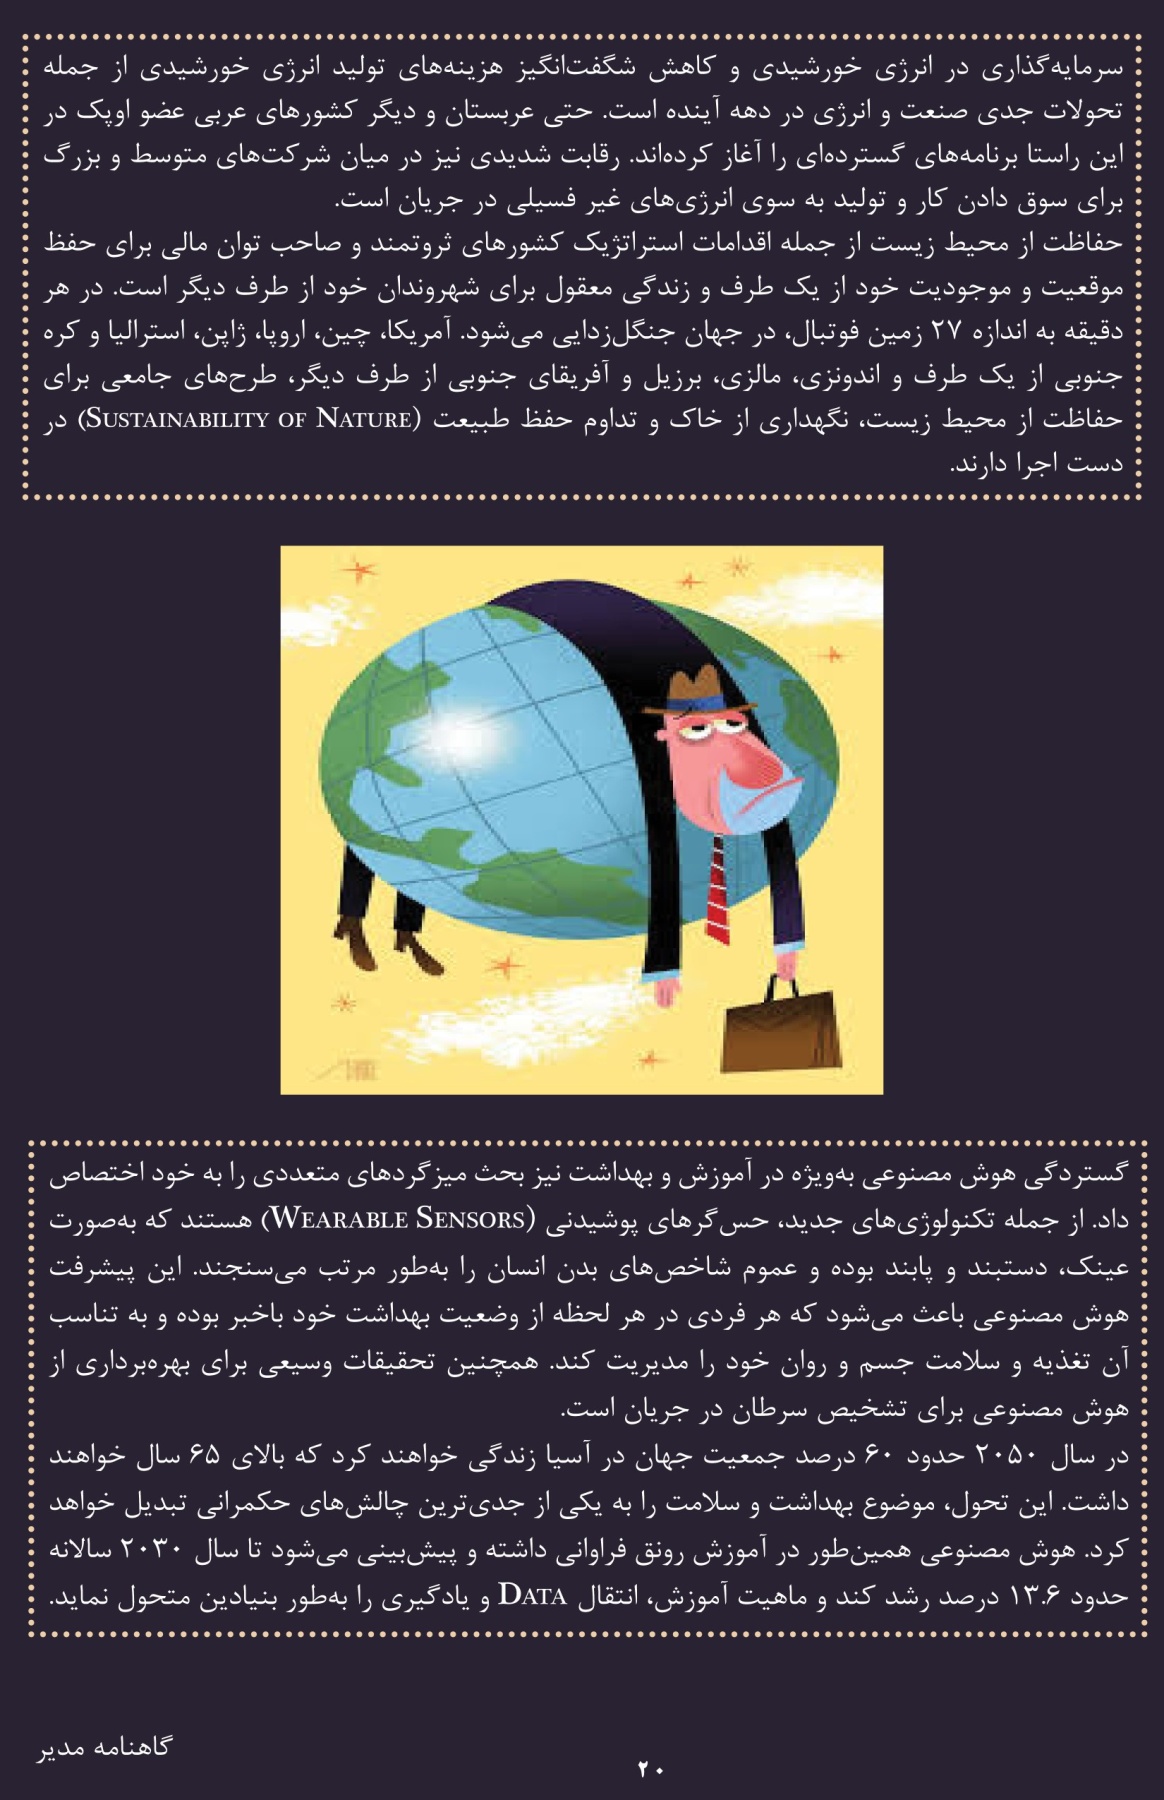 سرمایه‌گذاری در انرژی خورشیدی و کاهش شگفت‌انگیز هزینه‌های تولید انرژی خورشیدی از جمله
تحولات جدی صنعت و انرژی در دهه آینده است. حتی عربستان و دیگر کشورهای عربی عضو اوپک در
این راستا برنامه‌های گسترده‌ای را آغاز کرده‌اند. رقابت شدیدی نیز در میان شرکت‌های متوسط و بزرگ
برای سوق دادن کار و تولید به سوی انرژی‌های غیر فسیلی در جریان است.
حفاظت از محیط زیست از جمله اقدامات استراتژیک کشورهای ثروتمند و صاحب توان مالی برای حفظ
موقعیت و موجودیت خود از یک طرف و زندگی معقول برای شهروندان خود از طرف دیگر است. در هر
دقیقه به اندازه ۲۷ زمین فوتبال، در جهان جنگل‌زدایی می‌شود. آمریکا، چین، اروپا، ژاپن، استرالیا و کره
جنوبی از یک طرف و اندونزی، مالزی، برزیل و آفریقای جنوبی از طرف دیگر، طرح‌های جامعی برای
حفاظت از محیط زیست، نگهداری از خاک و تداوم حفظ طبیعت (Sustainability of Nature) در
دست اجرا دارند.
گستردگی هوش مصنوعی به‌ویژه در آموزش و بهداشت نیز بحث میزگردهای متعددی را به خود اختصاص
داد. از جمله تکنولوژی‌های جدید، حس‌گرهای پوشیدنی (Wearable Sensors) هستند که به‌صورت
عینک، دستبند و پابند بوده و عموم شاخص‌های بدن انسان را به‌طور مرتب می‌سنجند. این پیشرفت
هوش مصنوعی باعث می‌شود که هر فردی در هر لحظه از وضعیت بهداشت خود باخبر بوده و به تناسب
آن تغذیه و سلامت جسم و روان خود را مدیریت کند. همچنین تحقیقات وسیعی برای بهره‌برداری از
هوش مصنوعی برای تشخیص سرطان در جریان است.
در سال ۲۰۵۰ حدود ۶۰ درصد جمعیت جهان در آسیا زندگی خواهند کرد که بالای ۶۵ سال خواهند
داشت. این تحول، موضوع بهداشت و سلامت را به یکی از جدی‌ترین چالش‌های حکمرانی تبدیل خواهد
کرد. هوش مصنوعی همین‌طور در آموزش رونق فراوانی داشته و پیش‌بینی می‌شود تا سال ۲۰۳۰ سالانه
حدود ۱۳.۶ درصد رشد کند و ماهیت آموزش، انتقال Data و یادگیری را به‌طور بنیادین متحول نماید.
گاهنامه مدیر
۲۰